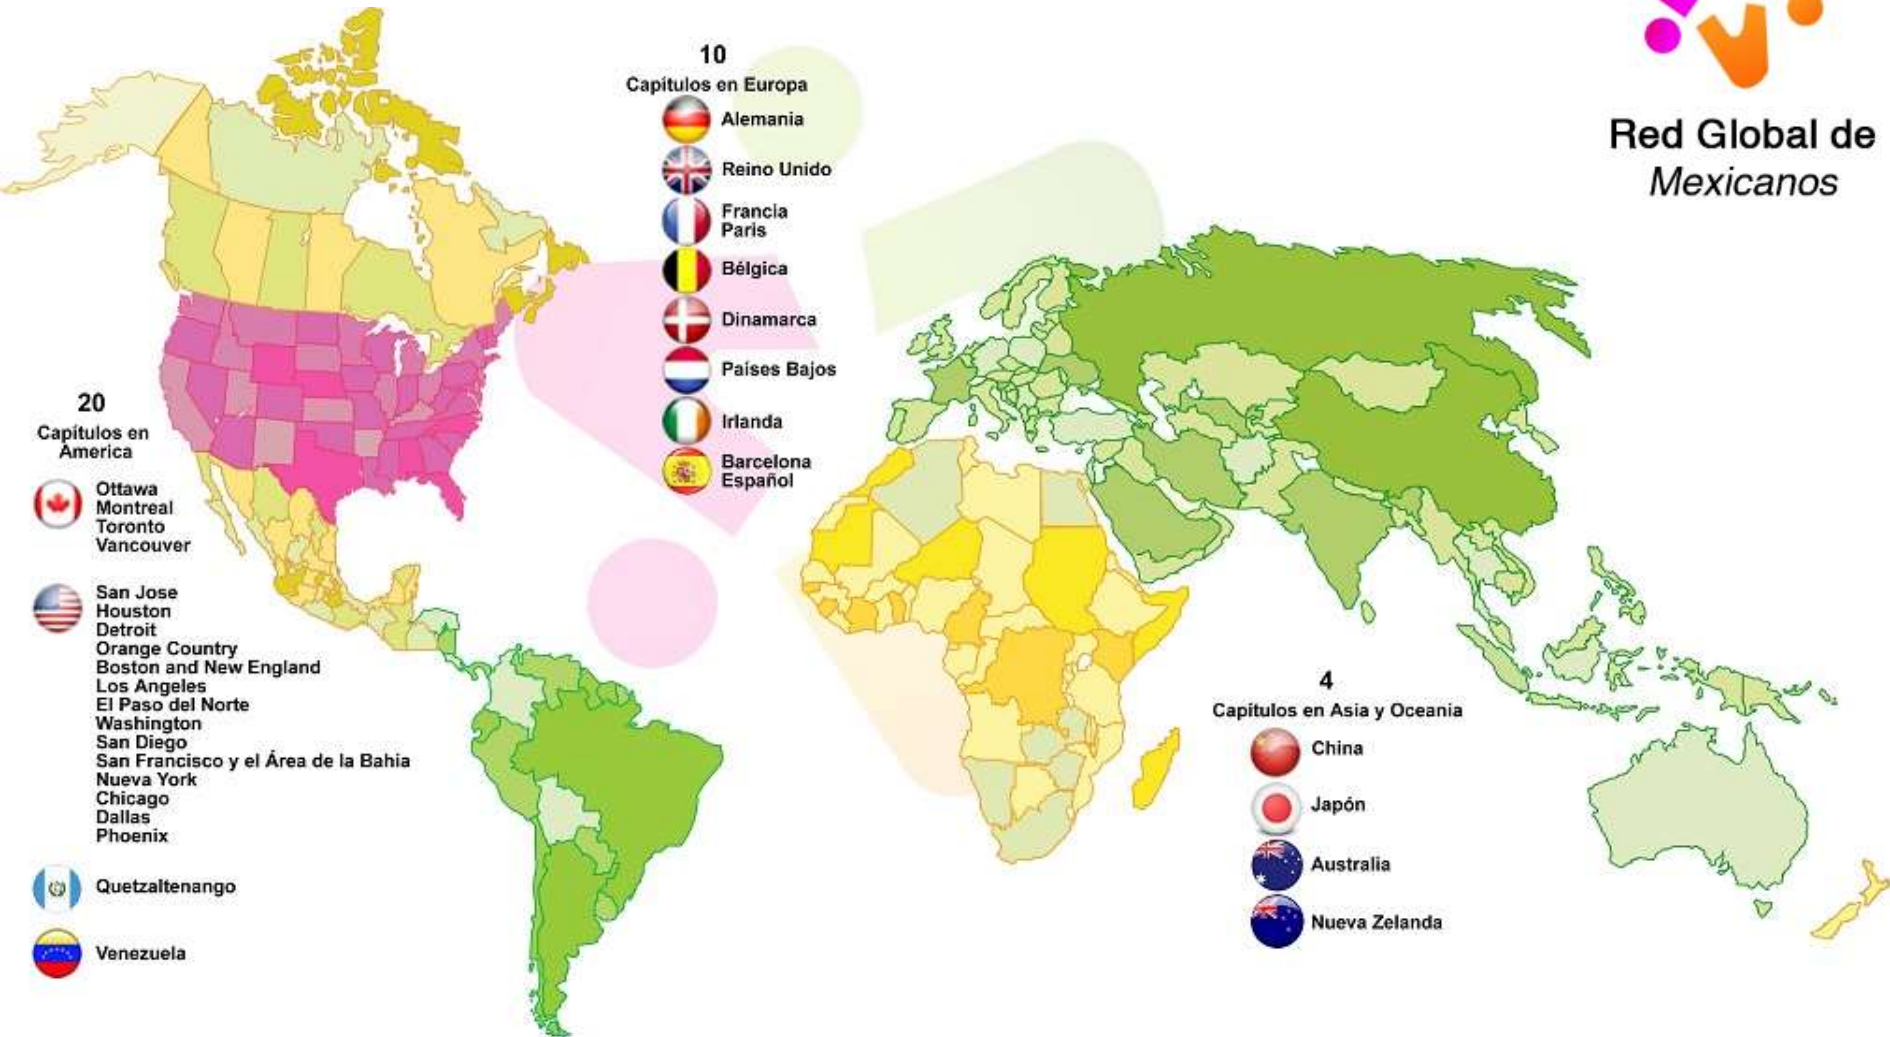 10
Capítulos en Europa
Alemania
Reino Unido
Francia
Paris
Bélgica
Dinamarca
Países Bajos
Irlanda
Barcelona
Español
Red Global de
Mexicanos
20
Capítulos en
America
Ottawa
Montreal
Toronto
Vancouver
San Jose
Houston
Detroit
Orange Country
Boston and New England
Los Angeles
El Paso del Norte
Washington
San Diego
San Francisco y el Área de la Bahia
Nueva York
Chicago
Dallas
Phoenix
Quetzaltenango
Venezuela
4
Capítulos en Asia y Oceania
China
Japón
Australia
Nueva Zelanda